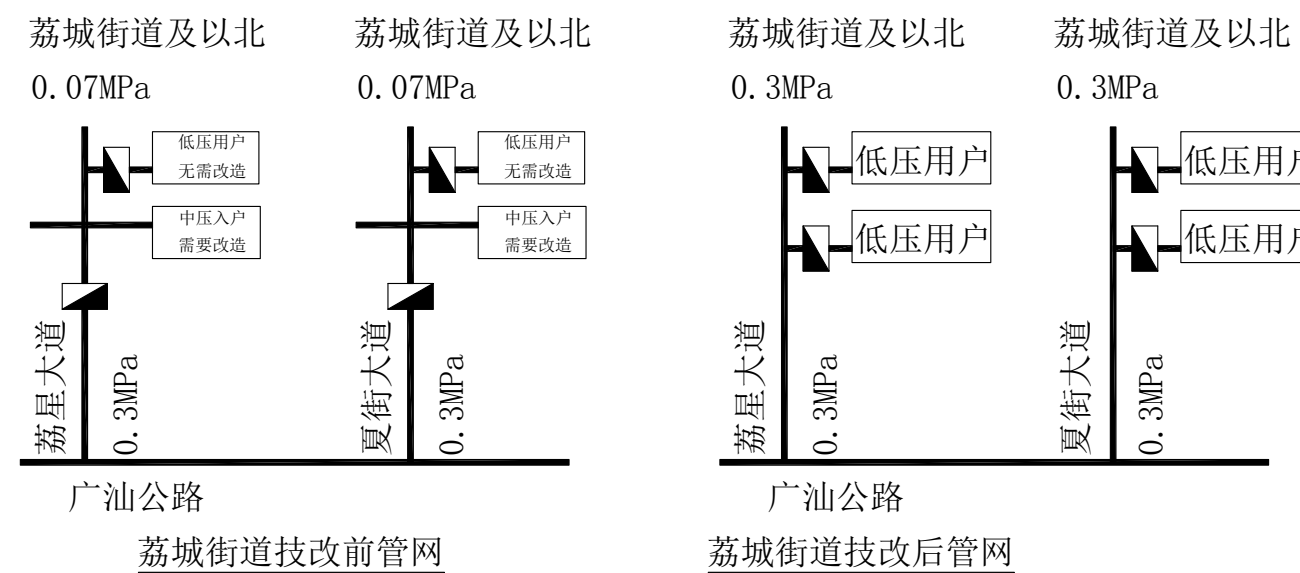 荔城街道及以北
0.07MPa
低压用户
无需改造
中压入户
需要改造
荔星大道
0.3MPa
荔城街道及以北
0.07MPa
低压用户
无需改造
中压入户
需要改造
夏街大道
0.3MPa
广汕公路
荔城街道技改前管网
荔城街道及以北
0.3MPa
低压用户
低压用户
荔星大道
0.3MPa
荔城街道及以北
0.3MPa
低压用户
低压用户
夏街大道
0.3MPa
广汕公路
荔城街道技改后管网